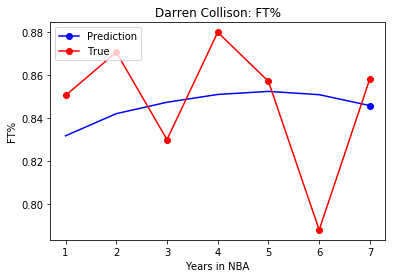 Darren Collison: FT%
Prediction
True
0.88
0.86
0.84
0.82
0.80
FT%
1 2 3 4 5 6 7
Years in NBA